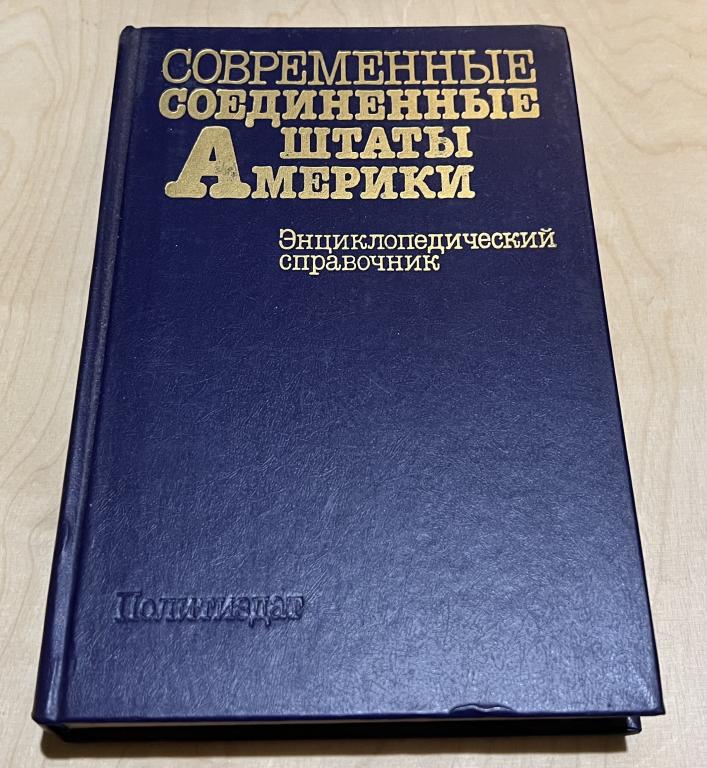 СОВРЕМЕННЫЕ
СОЕДИНЕННЫЕ
ШТАТЫ
АМЕРИКИ
Энциклопедический
справочник
Политиздат